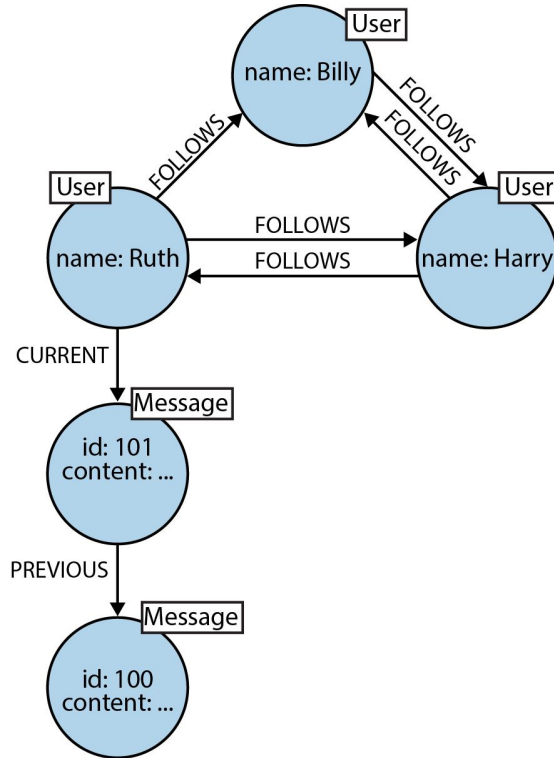 User
name: Billy
FOLLOWS
FOLLOWS
FOLLOWS
User
User
name: Ruth
FOLLOWS
FOLLOWS
name: Harry
CURRENT
Message
id: 101
content: ...
PREVIOUS
Message
id: 100
content: ...